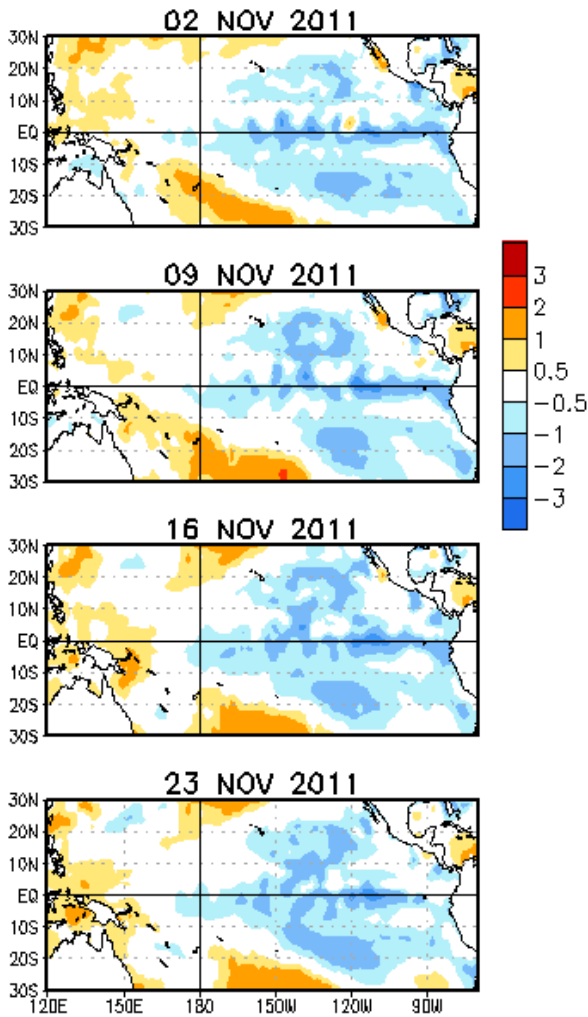 02 NOV 2011
30N
20N
10N
EQ
10S
20S
30S
09 NOV 2011
30N
20N
10N
EQ
10S
20S
30S
3
2
1
0.5
-0.5
-1
-2
-3
16 NOV 2011
30N
20N
10N
EQ
10S
20S
30S
23 NOV 2011
30N
20N
10N
EQ
10S
20S
30S
120E 150E 180 150W 120W 90W